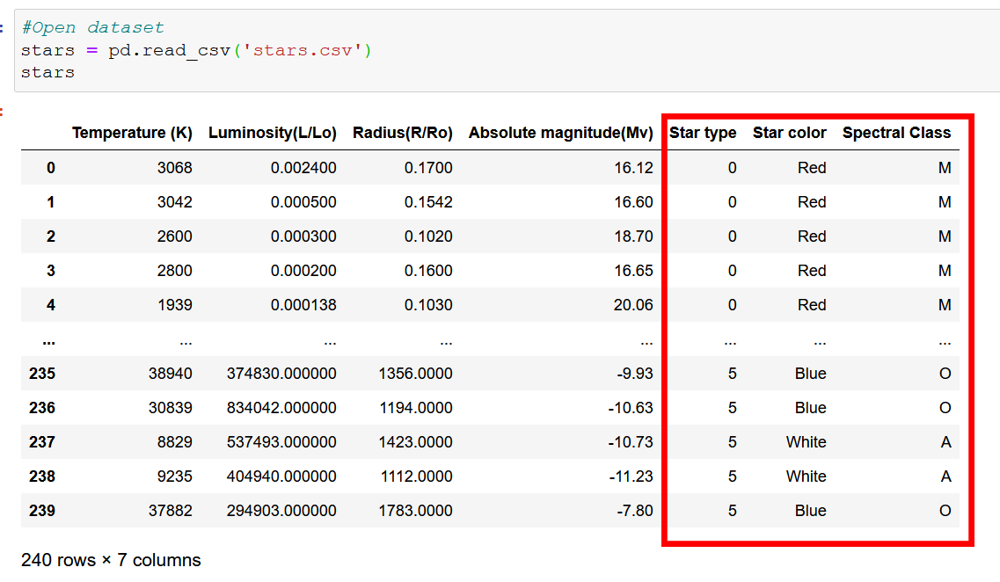 #Open dataset
stars = pd.read_csv('stars.csv')
stars
Temperature (K) Luminosity(L/Lo) Radius(R/Ro) Absolute magnitude(Mv) Star type Star color Spectral Class
0 3068 0.002400 0.1700 16.12 0 Red M
1 3042 0.000500 0.1542 16.60 0 Red M
2 2600 0.000300 0.1020 18.70 0 Red M
3 2800 0.000200 0.1600 16.65 0 Red M
4 1939 0.000138 0.1030 20.06 0 Red M
... ... ... ... ... ... ... ...
235 38940 374830.000000 1356.0000 -9.93 5 Blue O
236 30839 834042.000000 1194.0000 -10.63 5 Blue O
237 8829 537493.000000 1423.0000 -10.73 5 White A
238 9235 404940.000000 1112.0000 -11.23 5 White A
239 37882 294903.000000 1783.0000 -7.80 5 Blue O
240 rows × 7 columns